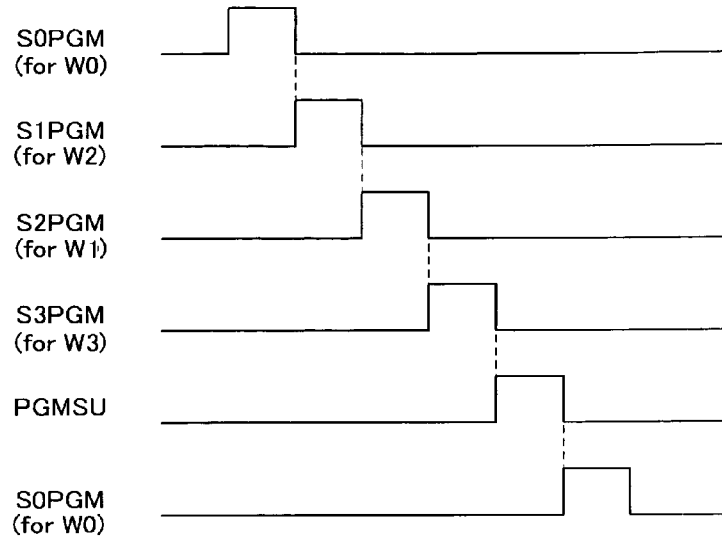 S0PGM
(for W0)
S1PGM
(for W2)
S2PGM
(for W1)
S3PGM
(for W3)
PGMSU
S0PGM
(for W0)